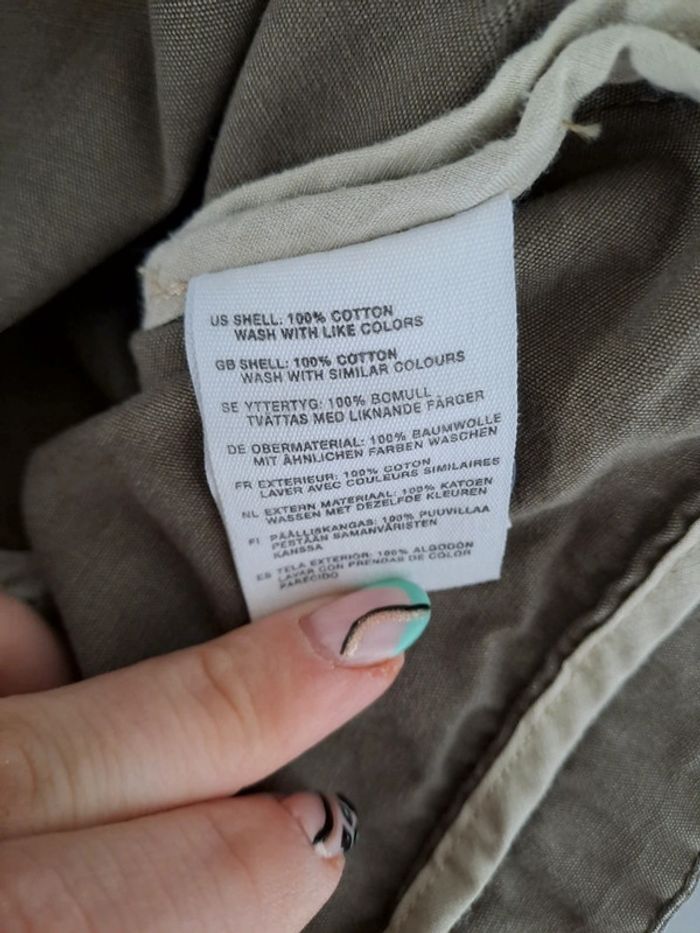 US SHELL: 100% COTTON
WASH WITH LIKE COLORS
GB SHELL: 100% COTTON
WASH WITH SIMILAR COLOURS
SE YTTERTYG: 100% BOMULL
TVÄTTAS MED LIKNANDE FÄRGER
DE OBERMATERIAL: 100% BAUMWOLLE
MIT ÄHNLICHEN FARBEN WASCHEN
FR EXTERIEUR: 100% COTON
LAVER AVEC COULEURS SIMILAIRES
NL EXTERN MATERIAAL: 100% KATOEN
WASSEN MET DEZELFDE KLEUREN
FI PÄÄLLISKANGAS: 100% PUUVILLAA
PESTÄÄN SAMANVÄRISTEN
KANSSA
ES TELA EXTERIOR: 100% ALGODÓN
LAVAR CON PRENDAS DE COLOR
PARECIDO